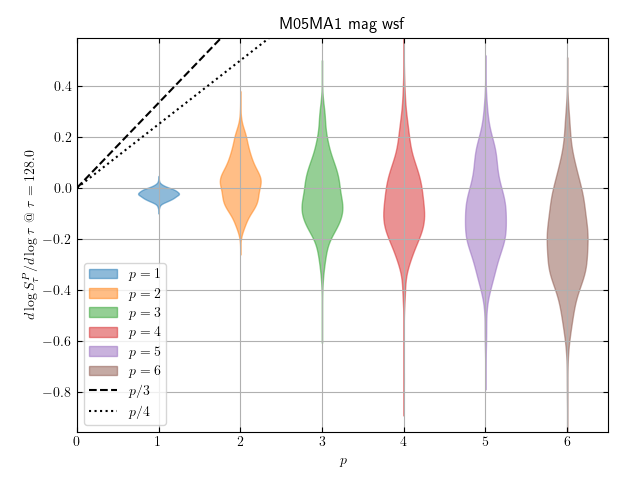 M05MA1 mag wsf
d log S_τ^P / d log τ @ τ = 128.0
0.4
0.2
0.0
−0.2
−0.4
−0.6
−0.8
p = 1
p = 2
p = 3
p = 4
p = 5
p = 6
p/3
p/4
0 1 2 3 4 5 6
p